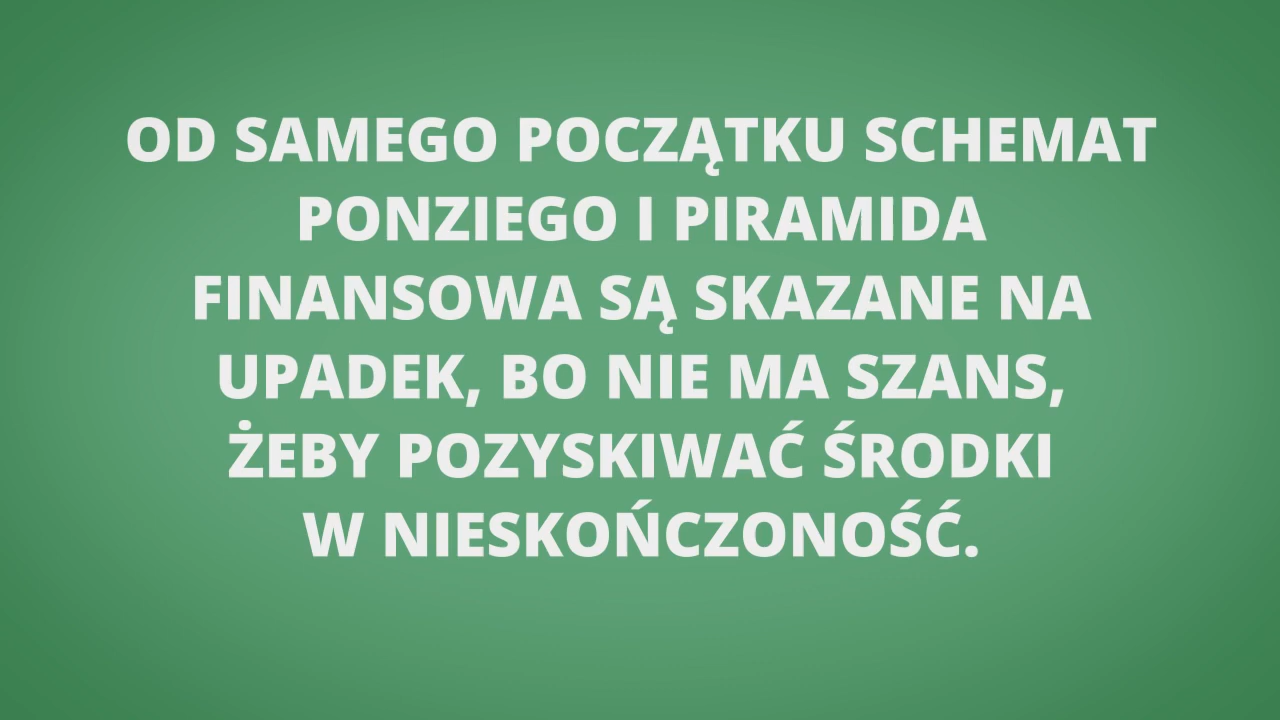 OD SAMEGO POCZĄTKU SCHEMAT
PONZIEGO I PIRAMIDA
FINANSOWA SĄ SKAZANE NA
UPADEK, BO NIE MA SZANS,
ŻEBY POZYSKIWAĆ ŚRODKI
W NIESKOŃCZONOŚĆ.